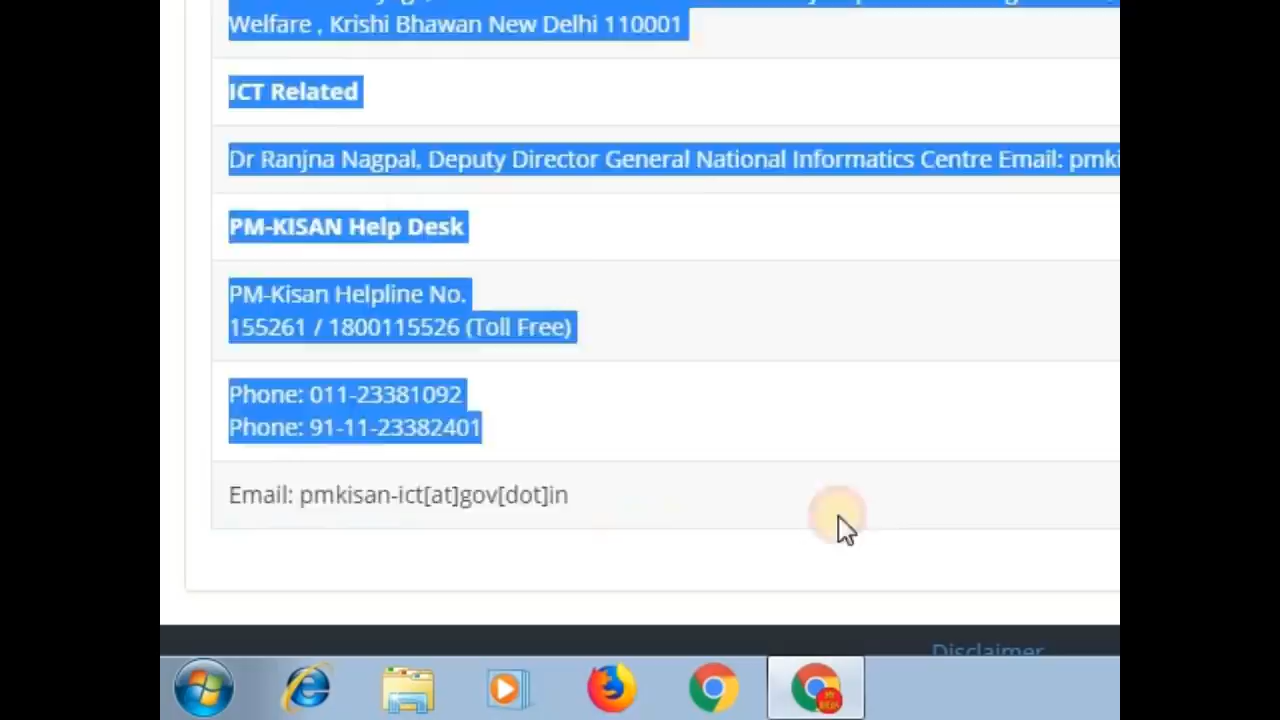 Welfare , Krishi Bhawan New Delhi 110001
ICT Related
Dr Ranjna Nagpal, Deputy Director General National Informatics Centre Email: pmki
PM-KISAN Help Desk
PM-Kisan Helpline No.
155261 / 1800115526 (Toll Free)
Phone: 011-23381092
Phone: 91-11-23382401
Email: pmkisan-ict[at]gov[dot]in
Disclaimer